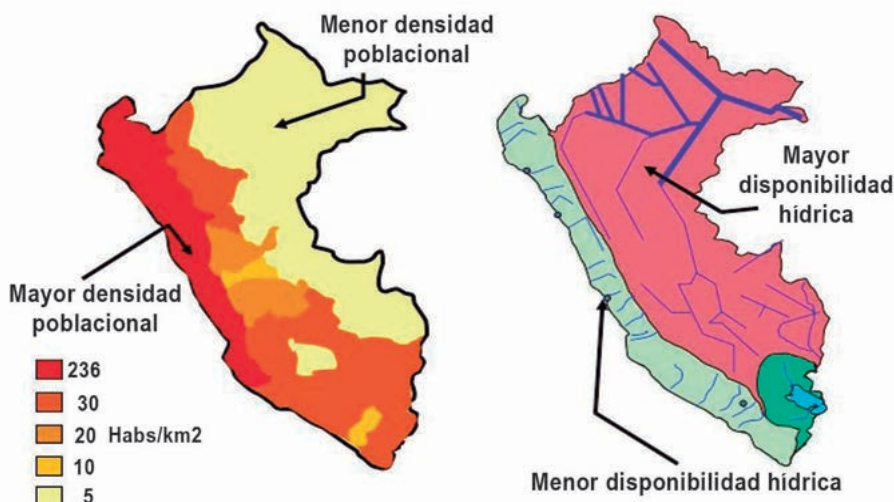 Menor densidad
poblacional
Mayor densidad
poblacional
236
30
20 Habs/km2
10
5
Mayor
disponibilidad
hídrica
Menor disponibilidad hídrica